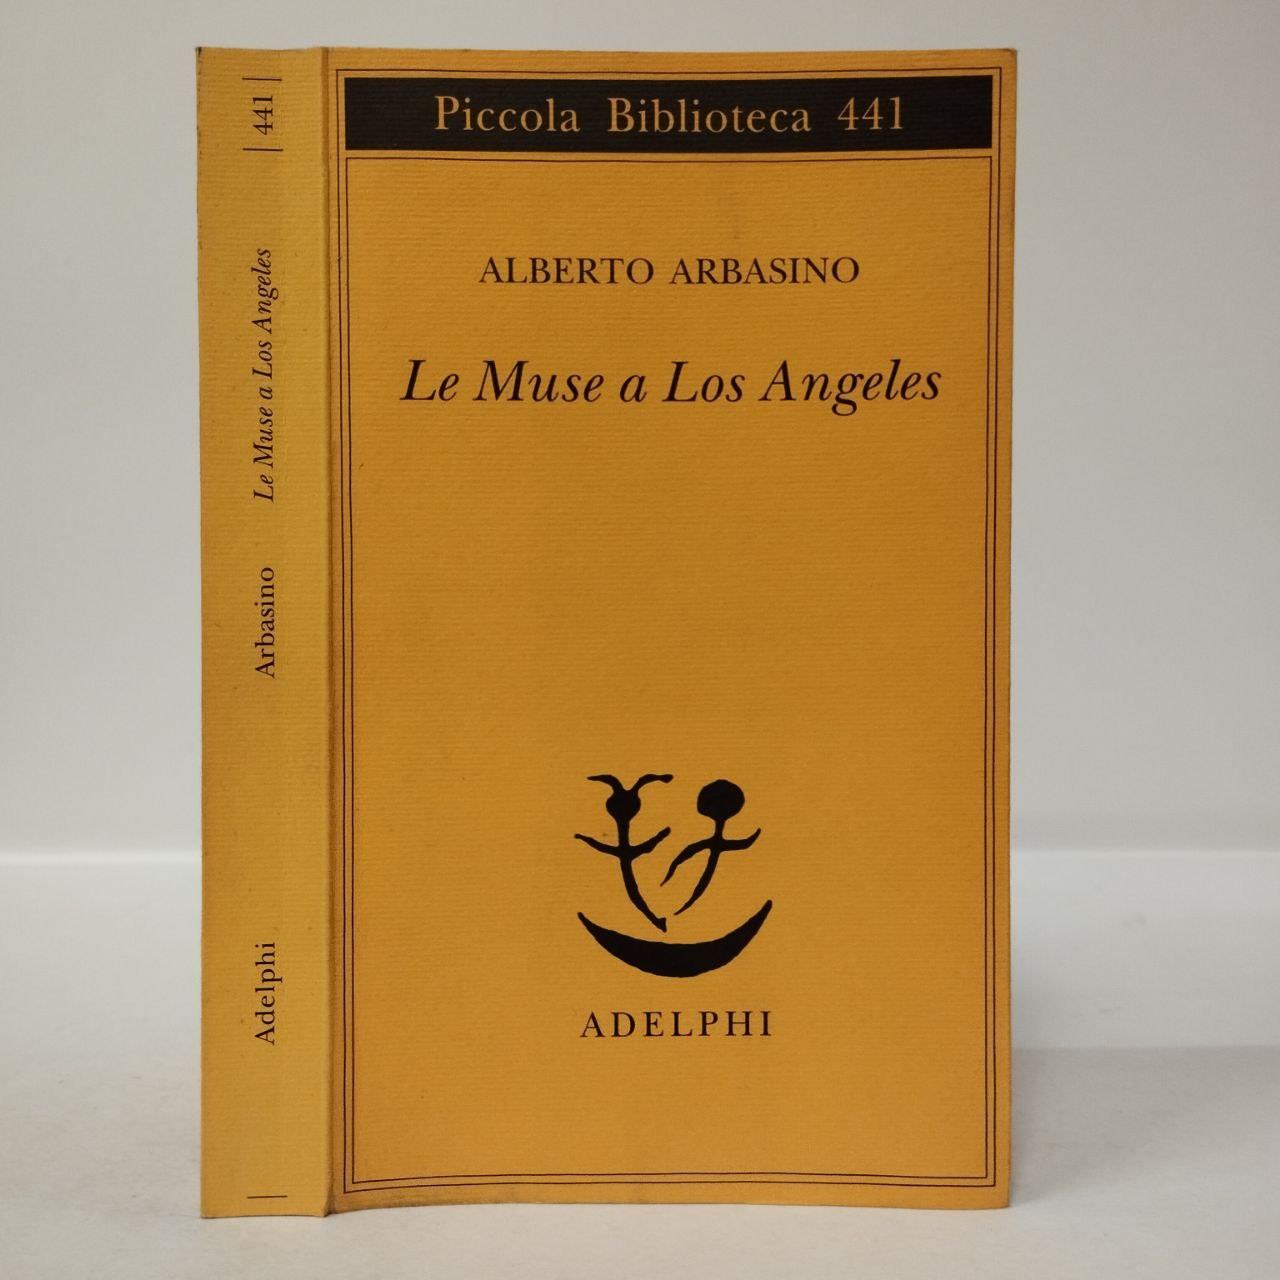 Piccola Biblioteca 441
ALBERTO ARBASINO
Le Muse a Los Angeles
ADELPHI
Adelphi Arbasino Le Muse a Los Angeles 441